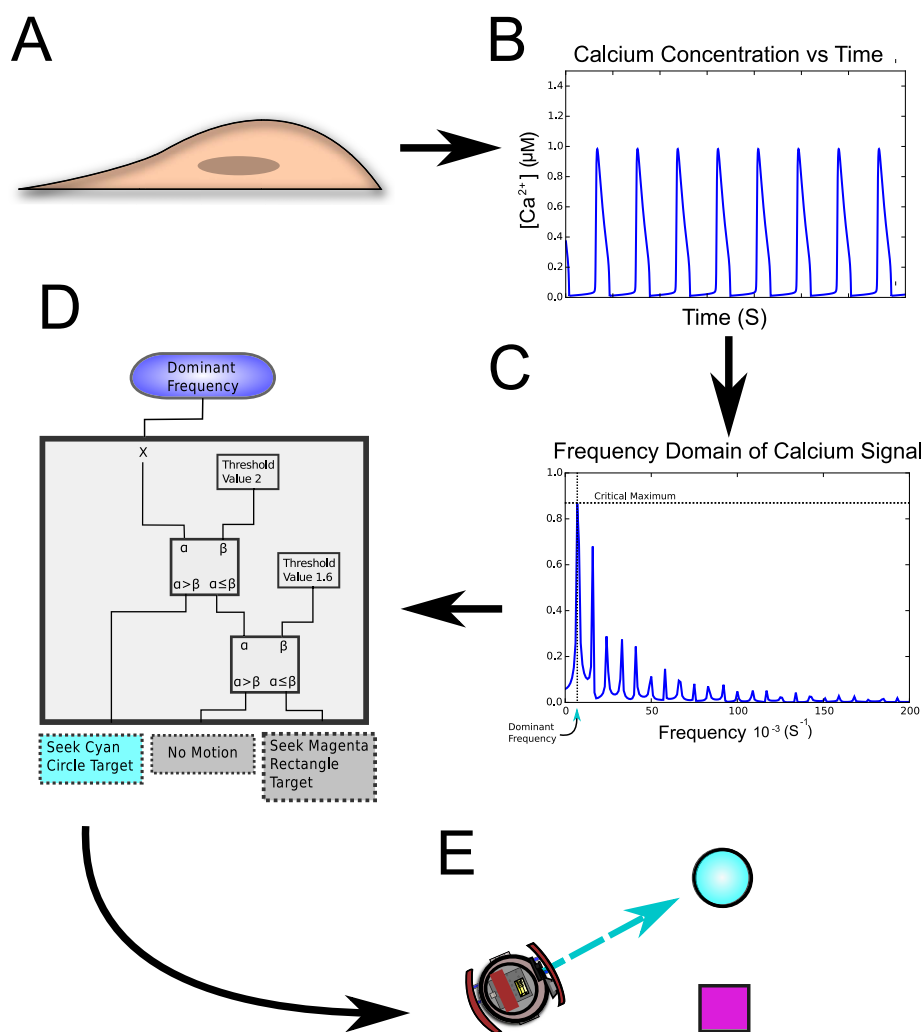 A
B
Calcium Concentration vs Time
1.4
1.2
1.0
0.8
0.6
0.4
0.2
0.0
[Ca²⁺] (µM)
Time (S)
C
Frequency Domain of Calcium Signal
1.0
0.8
0.6
0.4
0.2
0.0
Critical Maximum
0
50
100
150
200
Dominant
Frequency
Frequency 10⁻³ (S⁻¹)
D
Dominant
Frequency
X
Threshold
Value 2
α β
α>β α≤β
Threshold
Value 1.6
α β
α>β α≤β
Seek Cyan
Circle Target
No Motion
Seek Magenta
Rectangle
Target
E